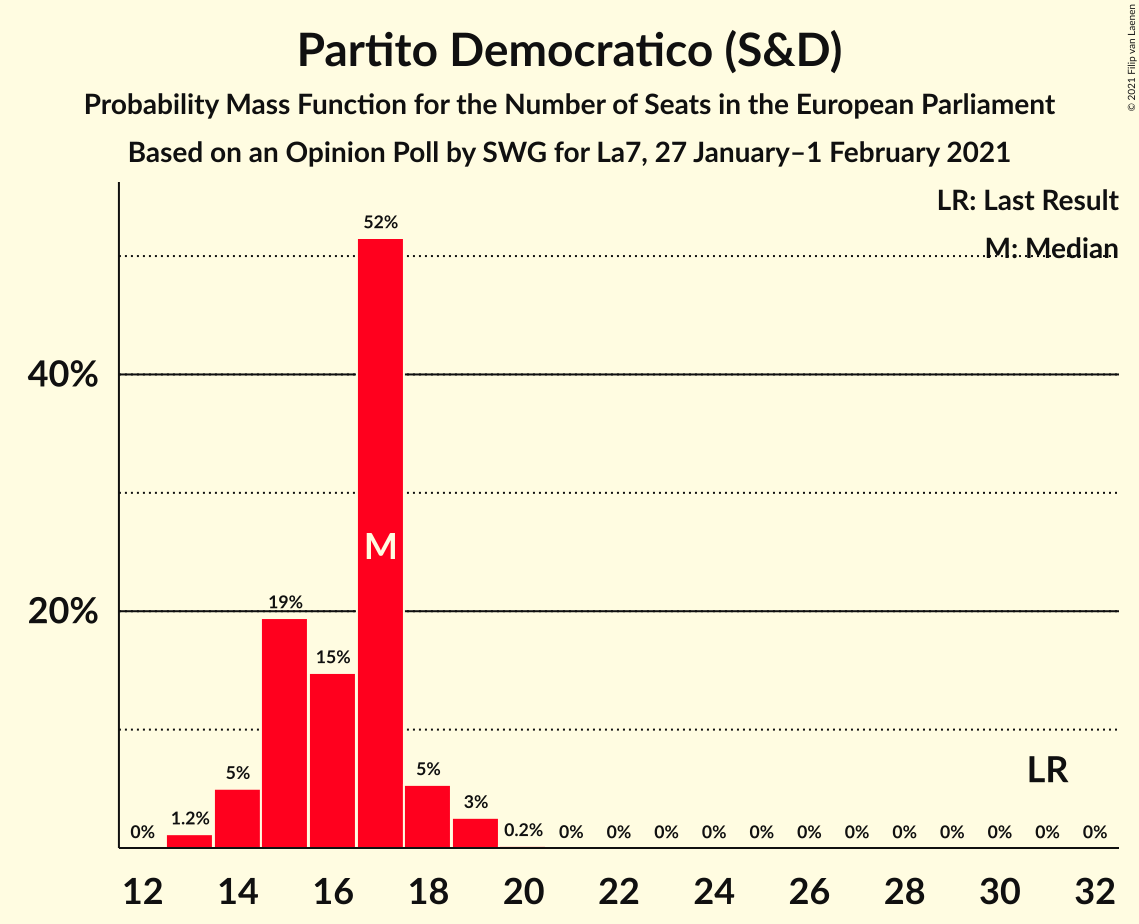 Partito Democratico (S&D)
Probability Mass Function for the Number of Seats in the European Parliament
Based on an Opinion Poll by SWG for La7, 27 January–1 February 2021
© 2021 Filip van Laenen
LR: Last Result
M: Median
52%
40%
M
19%
20%
15%
LR
5%
5%
3%
1.2%
0.2%
0%
0% 0% 0% 0% 0% 0% 0% 0% 0% 0% 0% 0%
12 14 16 18 20 22 24 26 28 30 32